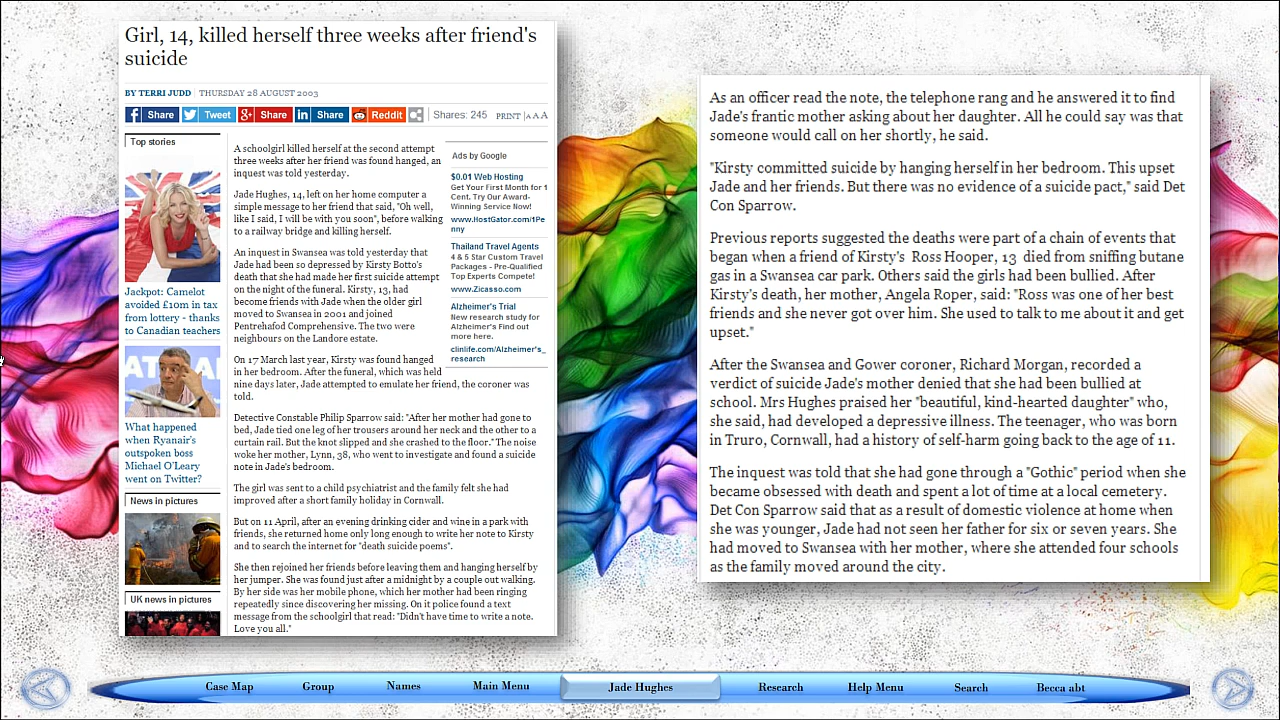 Girl, 14, killed herself three weeks after friend's
suicide
BY TERRI JUDD THURSDAY 28 AUGUST 2003
Share
Tweet
Share
Share
Reddit
Shares: 245
PRINT
A A A
Top stories
Jackpot: Camelot
avoided £10m in tax
from lottery - thanks
to Canadian teachers
What happened
when Ryanair's
outspoken boss
Michael O'Leary
went on Twitter?
News in pictures
UK news in pictures
A schoolgirl killed herself at the second attempt
three weeks after her friend was found hanged, an
inquest was told yesterday.
Jade Hughes, 14, left on her home computer a
simple message to her friend that said, "Oh well,
like I said, I will be with you soon", before walking
to a railway bridge and killing herself.
An inquest in Swansea was told yesterday that
Jade had been so depressed by Kirsty Botto's
death that she had made her first suicide attempt
on the night of the funeral. Kirsty, 13, had
become friends with Jade when the older girl
moved to Swansea in 2001 and joined
Pentrehafod Comprehensive. The two were
neighbours on the Landore estate.
On 17 March last year, Kirsty was found hanged
in her bedroom. After the funeral, which was held
nine days later, Jade attempted to emulate her friend, the coroner was
told.
Detective Constable Philip Sparrow said: "After her mother had gone to
bed, Jade tied one leg of her trousers around her neck and the other to a
curtain rail. But the knot slipped and she crashed to the floor." The noise
woke her mother, Lynn, 38, who went to investigate and found a suicide
note in Jade's bedroom.
The girl was sent to a child psychiatrist and the family felt she had
improved after a short family holiday in Cornwall.
But on 11 April, after an evening drinking cider and wine in a park with
friends, she returned home only long enough to write her note to Kirsty
and to search the internet for "death suicide poems".
She then rejoined her friends before leaving them and hanging herself by
her jumper. She was found just after a midnight by a couple out walking.
By her side was her mobile phone, which her mother had been ringing
repeatedly since discovering her missing. On it police found a text
message from the schoolgirl that read: "Didn't have time to write a note.
Love you all."
Ads by Google
$0.01 Web Hosting
Get Your First Month for 1
Cent. Try Our Award-
Winning Service Now!
www.HostGator.com/1Pe
nny
Thailand Travel Agents
4 & 5 Star Custom Travel
Packages - Pre-Qualified
Top Experts Compete!
www.Zicasso.com
Alzheimer's Trial
New research study for
Alzheimer's Find out
more here.
clinlife.com/Alzheimer's_
research
As an officer read the note, the telephone rang and he answered it to find
Jade's frantic mother asking about her daughter. All he could say was that
someone would call on her shortly, he said.
"Kirsty committed suicide by hanging herself in her bedroom. This upset
Jade and her friends. But there was no evidence of a suicide pact," said Det
Con Sparrow.
Previous reports suggested the deaths were part of a chain of events that
began when a friend of Kirsty's Ross Hooper, 13 died from sniffing butane
gas in a Swansea car park. Others said the girls had been bullied. After
Kirsty's death, her mother, Angela Roper, said: "Ross was one of her best
friends and she never got over him. She used to talk to me about it and get
upset."
After the Swansea and Gower coroner, Richard Morgan, recorded a
verdict of suicide Jade's mother denied that she had been bullied at
school. Mrs Hughes praised her "beautiful, kind-hearted daughter" who,
she said, had developed a depressive illness. The teenager, who was born
in Truro, Cornwall, had a history of self-harm going back to the age of 11.
The inquest was told that she had gone through a "Gothic" period when she
became obsessed with death and spent a lot of time at a local cemetery.
Det Con Sparrow said that as a result of domestic violence at home when
she was younger, Jade had not seen her father for six or seven years. She
had moved to Swansea with her mother, where she attended four schools
as the family moved around the city.
Case Map
Group
Names
Main Menu
Jade Hughes
Research
Help Menu
Search
Becca abt